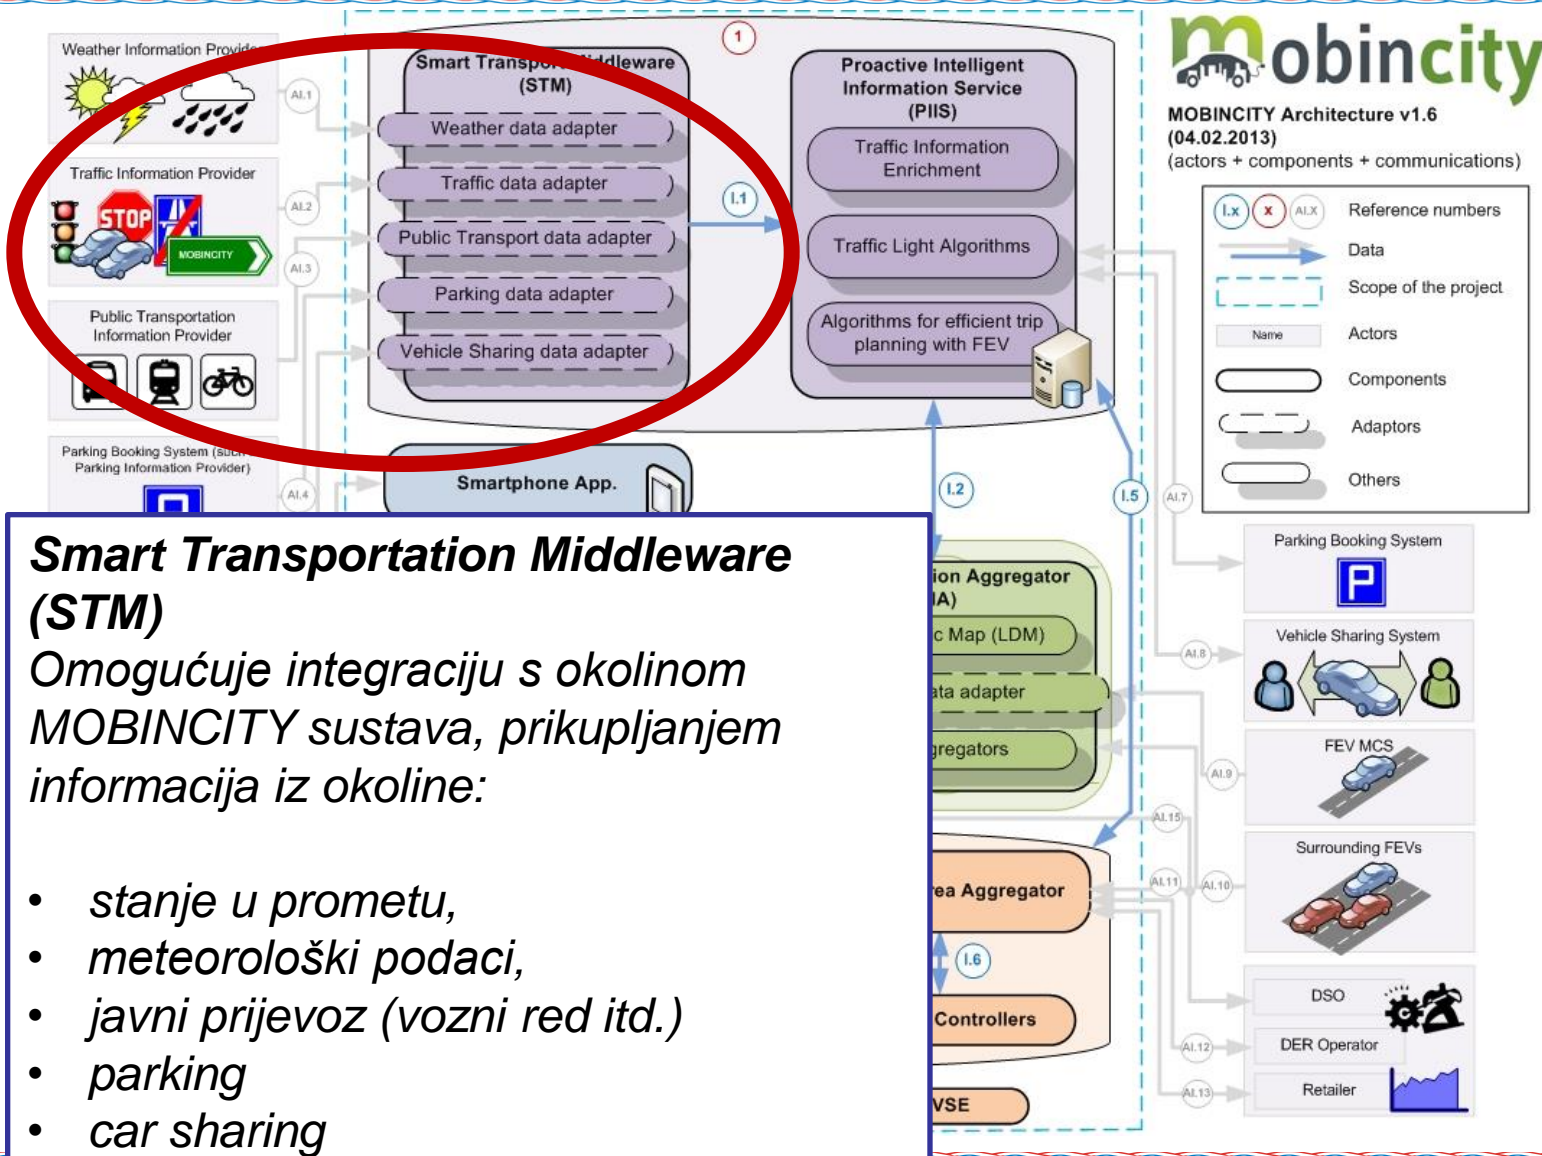 Weather Information
AI.1
Traffic Information Provider
STOP
MOBINCITY
AI.2
AI.3
Public Transportation
Information Provider
Parking Booking System
Parking Information Provider)
AI.4
1
Smart
(STM)
Weather data adapter
Traffic data adapter
Public Transport data adapter
Parking data adapter
Vehicle Sharing data adapter
I.1
Proactive Intelligent
Information Service
(PIIS)
Traffic Information
Enrichment
Traffic Light Algorithms
Algorithms for efficient trip
planning with FEV
Smartphone App.
I.2
I.5
AI.7
mobincity
MOBINCITY Architecture v1.6
(04.02.2013)
(actors + components + communications)
I.x x AI.X Reference numbers
Data
Scope of the project
Name Actors
Components
Adaptors
Others
Smart Transportation Middleware
(STM)
Omogućuje integraciju s okolinom
MOBINCITY sustava, prikupljanjem
informacija iz okoline:
• stanje u prometu,
• meteorološki podaci,
• javni prijevoz (vozni red itd.)
• parking
• car sharing
Aggregator
Map (LDM)
adapter
Aggregator
I.6
Controllers
Parking Booking System
P
AI.8
Vehicle Sharing System
AI.9
FEV MCS
AI.15
Surrounding FEVs
AI.11
AI.10
DSO
AI.12
DER Operator
AI.13
Retailer